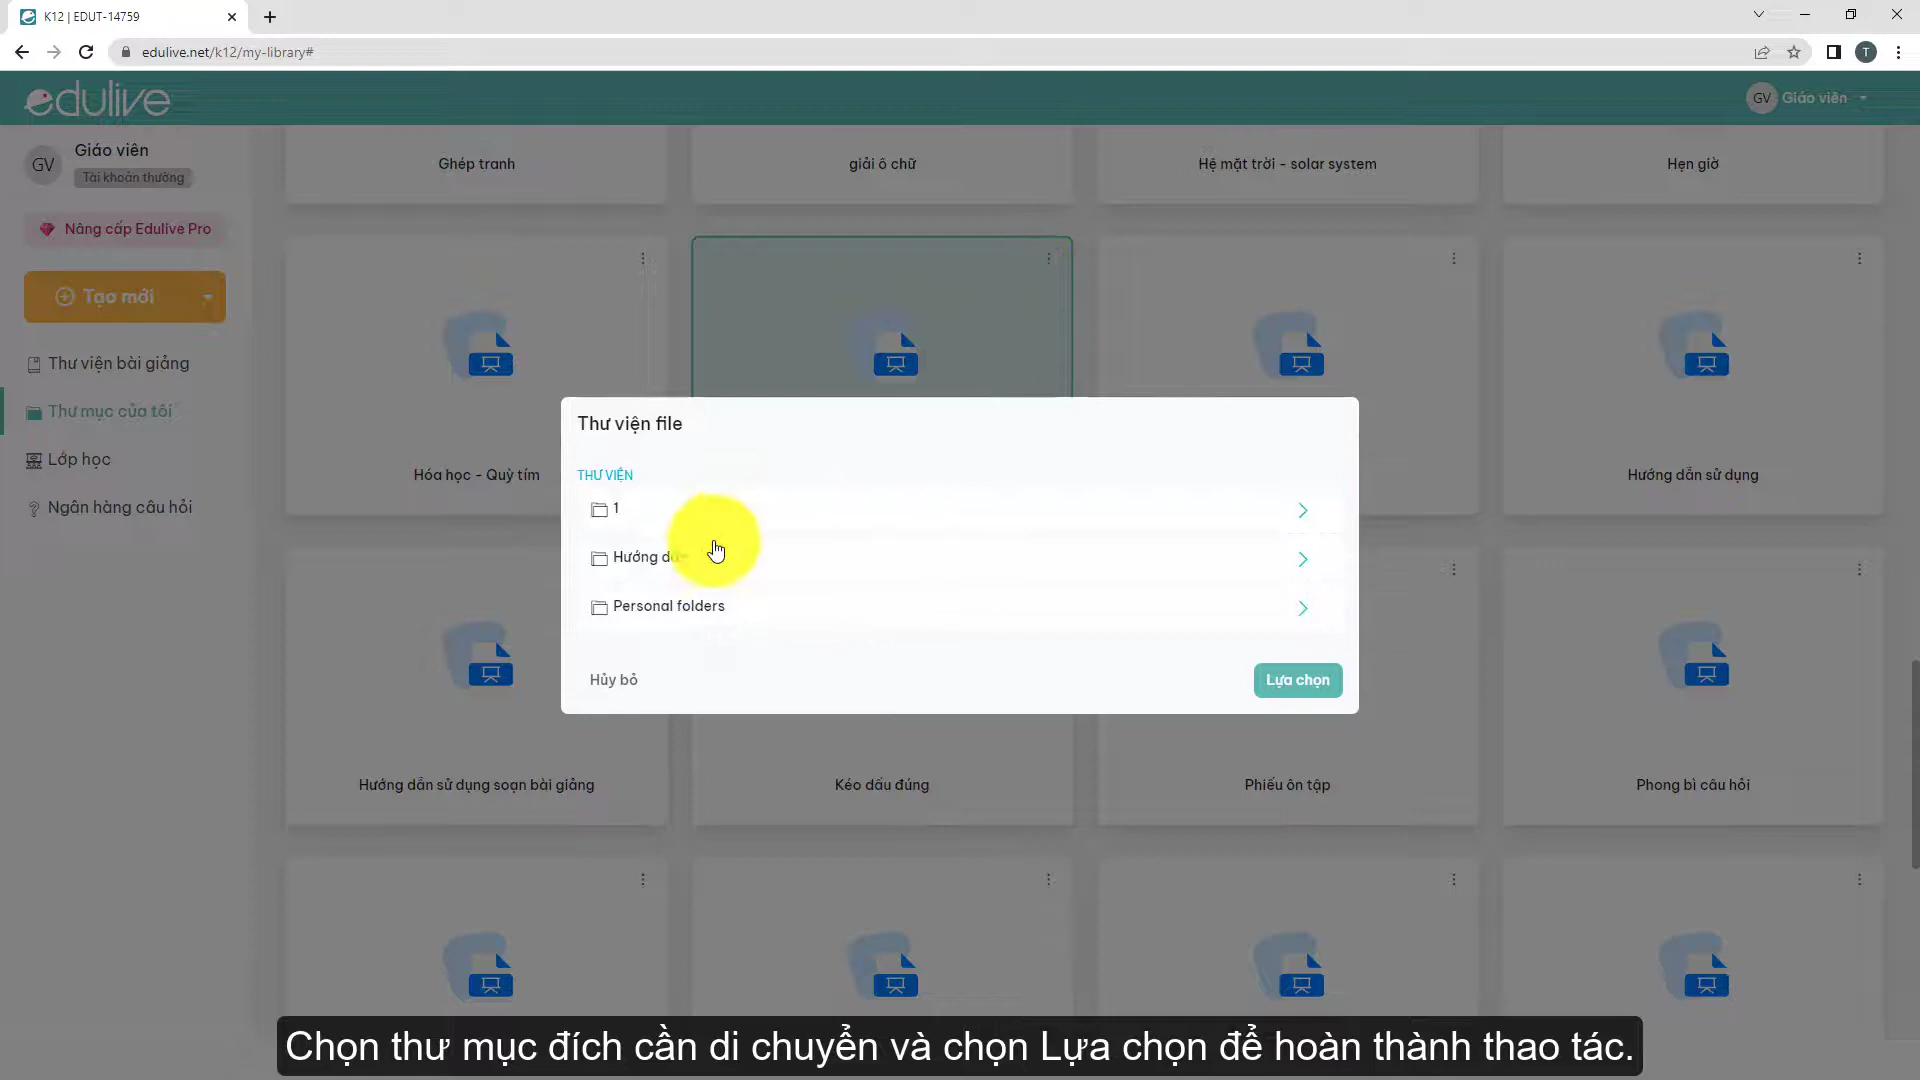 K12 | EDUT-14759
edulive.net/k12/my-library#
T
edulive
GV Giáo viên
GV
Giáo viên
Tài khoản thường
Nâng cấp Edulive Pro
Tạo mới
Thư viện bài giảng
Thư mục của tôi
Lớp học
Ngân hàng câu hỏi
Ghép tranh
giải ô chữ
Hệ mặt trời - solar system
Hẹn giờ
Hóa học - Quỳ tím
Hướng dẫn sử dụng
Thư viện file
THƯ VIỆN
1
Hướng
Personal folders
Hủy bỏ
Lựa chọn
Hướng dẫn sử dụng soạn bài giảng
Kéo dấu đúng
Phiếu ôn tập
Phong bì câu hỏi
Chọn thư mục đích cần di chuyển và chọn Lựa chọn để hoàn thành thao tác.